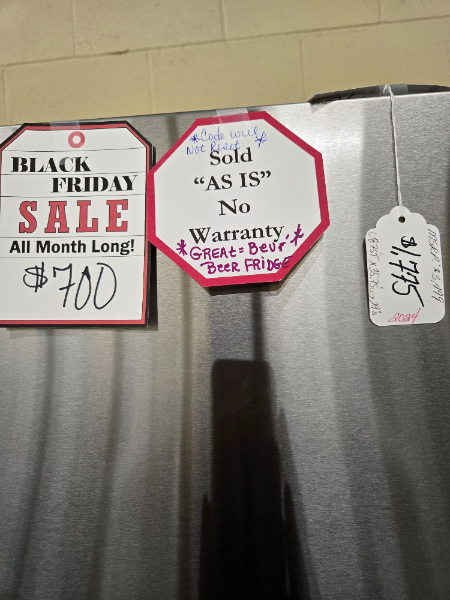 BLACK
FRIDAY
SALE
All Month Long!
$700
*Code will
Not Reset *
Sold
"AS IS"
No
Warranty
*GREAT = Bev's *
BEER FRIDGE
$1,775
2024